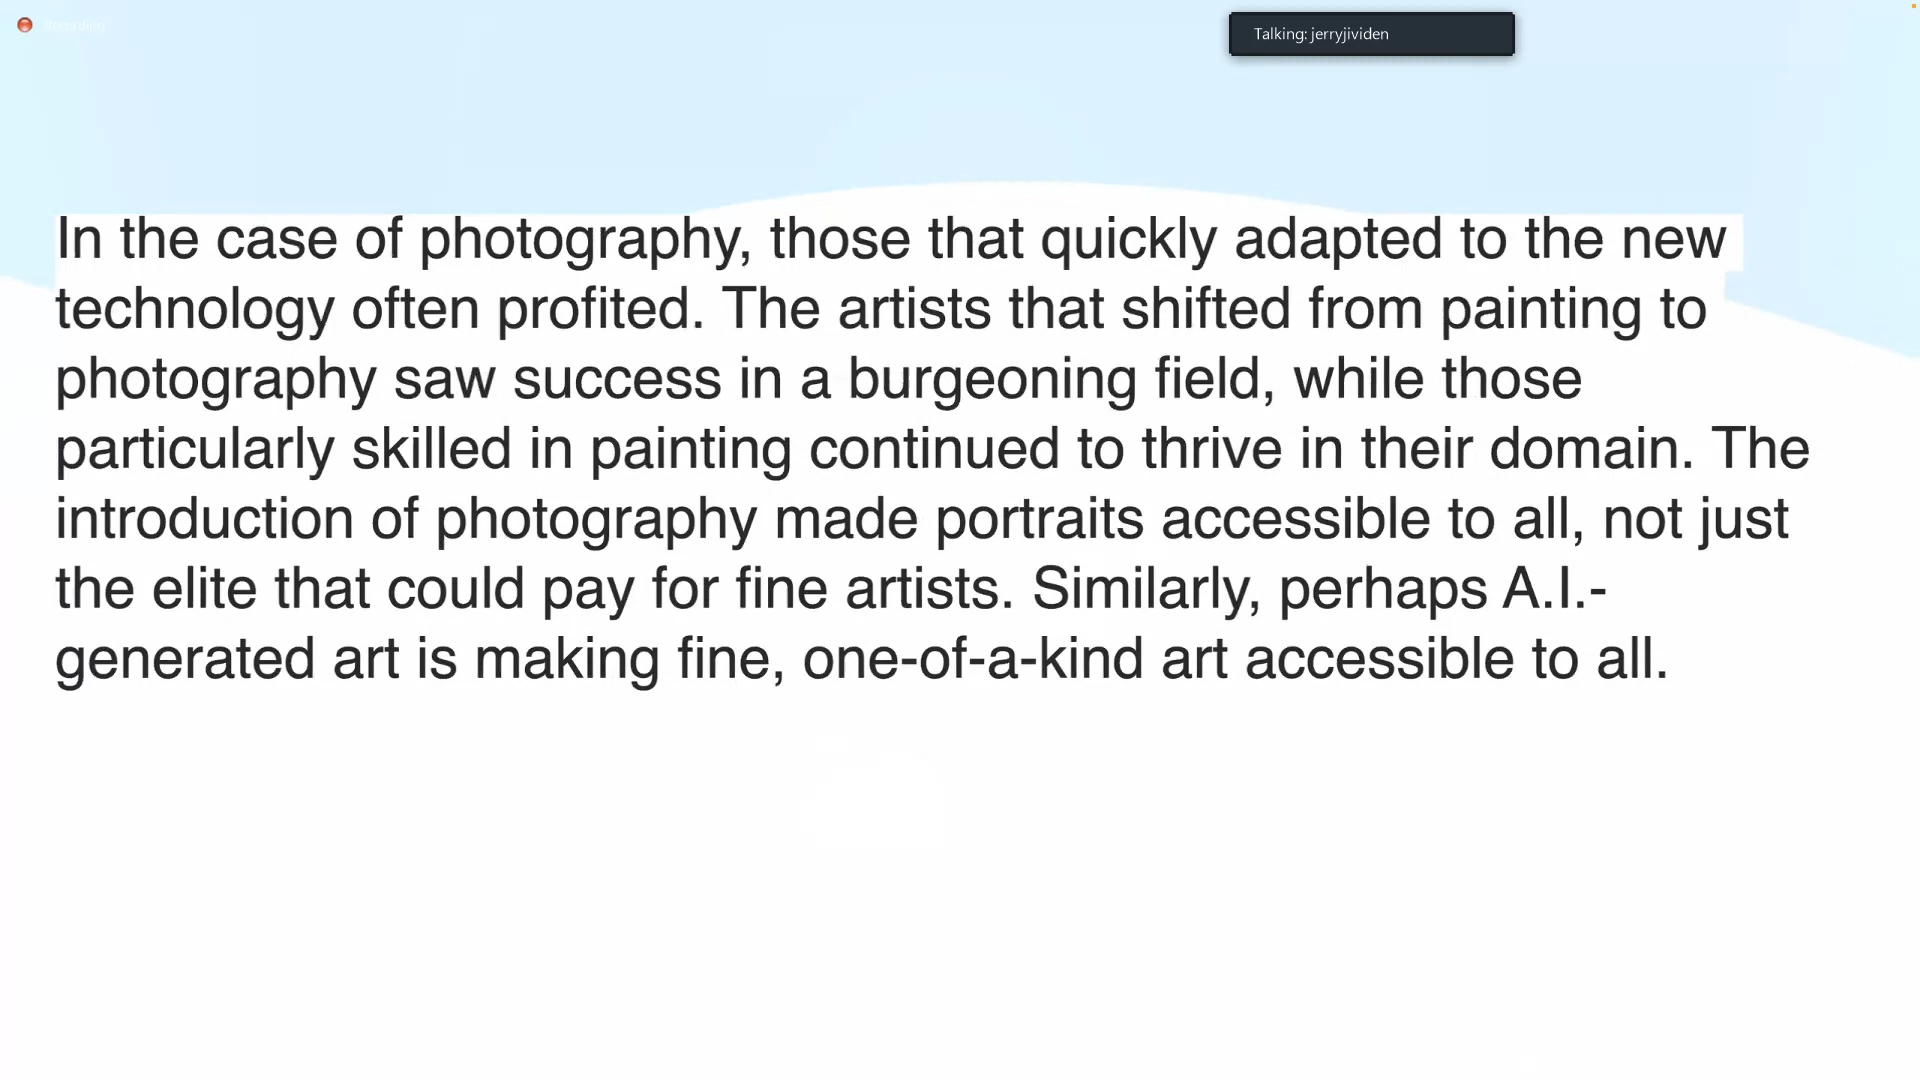 Recording
Talking: jerryjividen
In the case of photography, those that quickly adapted to the new
technology often profited. The artists that shifted from painting to
photography saw success in a burgeoning field, while those
particularly skilled in painting continued to thrive in their domain. The
introduction of photography made portraits accessible to all, not just
the elite that could pay for fine artists. Similarly, perhaps A.I.-
generated art is making fine, one-of-a-kind art accessible to all.